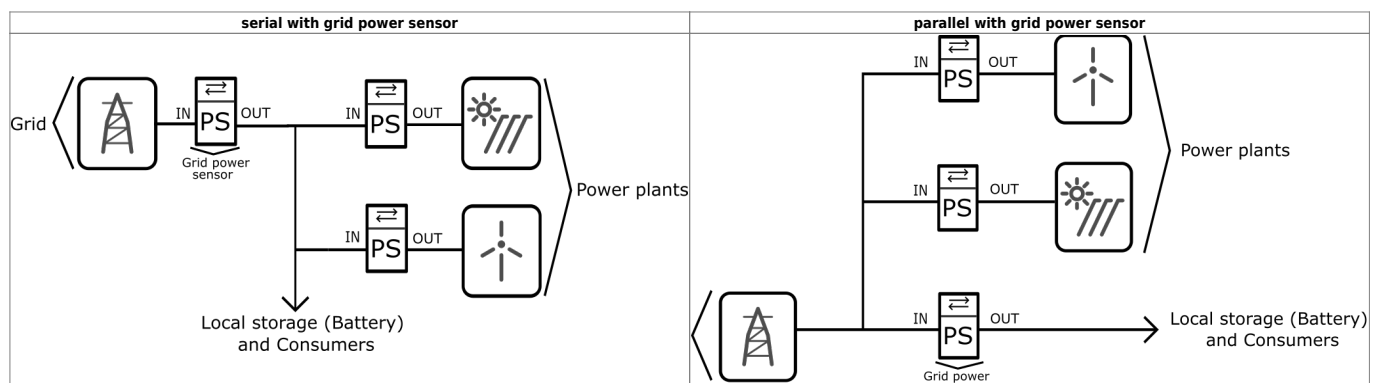 serial with grid power sensor
Grid
IN
PS
OUT
Grid power
sensor
IN
PS
OUT
Power plants
IN
PS
OUT
Local storage (Battery)
and Consumers
parallel with grid power sensor
IN
PS
OUT
Power plants
IN
PS
OUT
IN
PS
OUT
Local storage (Battery)
and Consumers
Grid power